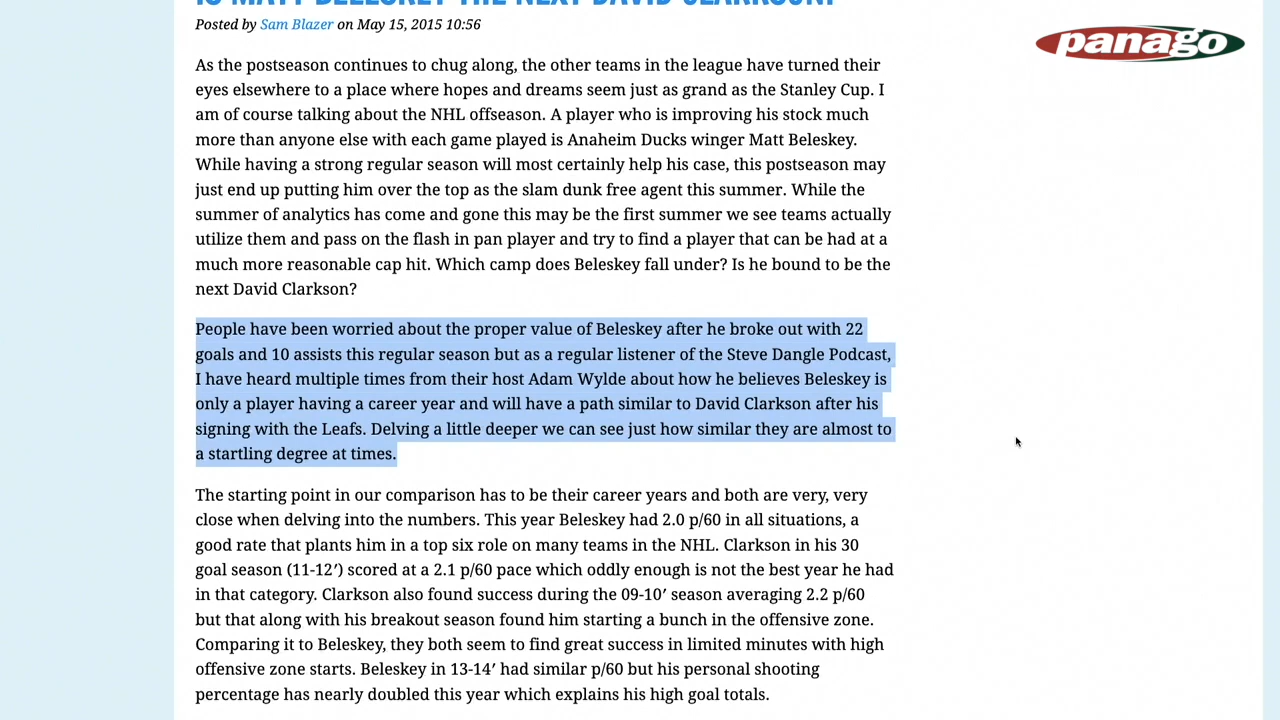 IS MATT BELESKEY THE NEXT DAVID CLARKSON?
Posted by Sam Blazer on May 15, 2015 10:56
panago
As the postseason continues to chug along, the other teams in the league have turned their
eyes elsewhere to a place where hopes and dreams seem just as grand as the Stanley Cup. I
am of course talking about the NHL offseason. A player who is improving his stock much
more than anyone else with each game played is Anaheim Ducks winger Matt Beleskey.
While having a strong regular season will most certainly help his case, this postseason may
just end up putting him over the top as the slam dunk free agent this summer. While the
summer of analytics has come and gone this may be the first summer we see teams actually
utilize them and pass on the flash in pan player and try to find a player that can be had at a
much more reasonable cap hit. Which camp does Beleskey fall under? Is he bound to be the
next David Clarkson?
People have been worried about the proper value of Beleskey after he broke out with 22
goals and 10 assists this regular season but as a regular listener of the Steve Dangle Podcast,
I have heard multiple times from their host Adam Wylde about how he believes Beleskey is
only a player having a career year and will have a path similar to David Clarkson after his
signing with the Leafs. Delving a little deeper we can see just how similar they are almost to
a startling degree at times.
The starting point in our comparison has to be their career years and both are very, very
close when delving into the numbers. This year Beleskey had 2.0 p/60 in all situations, a
good rate that plants him in a top six role on many teams in the NHL. Clarkson in his 30
goal season (11-12′) scored at a 2.1 p/60 pace which oddly enough is not the best year he had
in that category. Clarkson also found success during the 09-10′ season averaging 2.2 p/60
but that along with his breakout season found him starting a bunch in the offensive zone.
Comparing it to Beleskey, they both seem to find great success in limited minutes with high
offensive zone starts. Beleskey in 13-14′ had similar p/60 but his personal shooting
percentage has nearly doubled this year which explains his high goal totals.